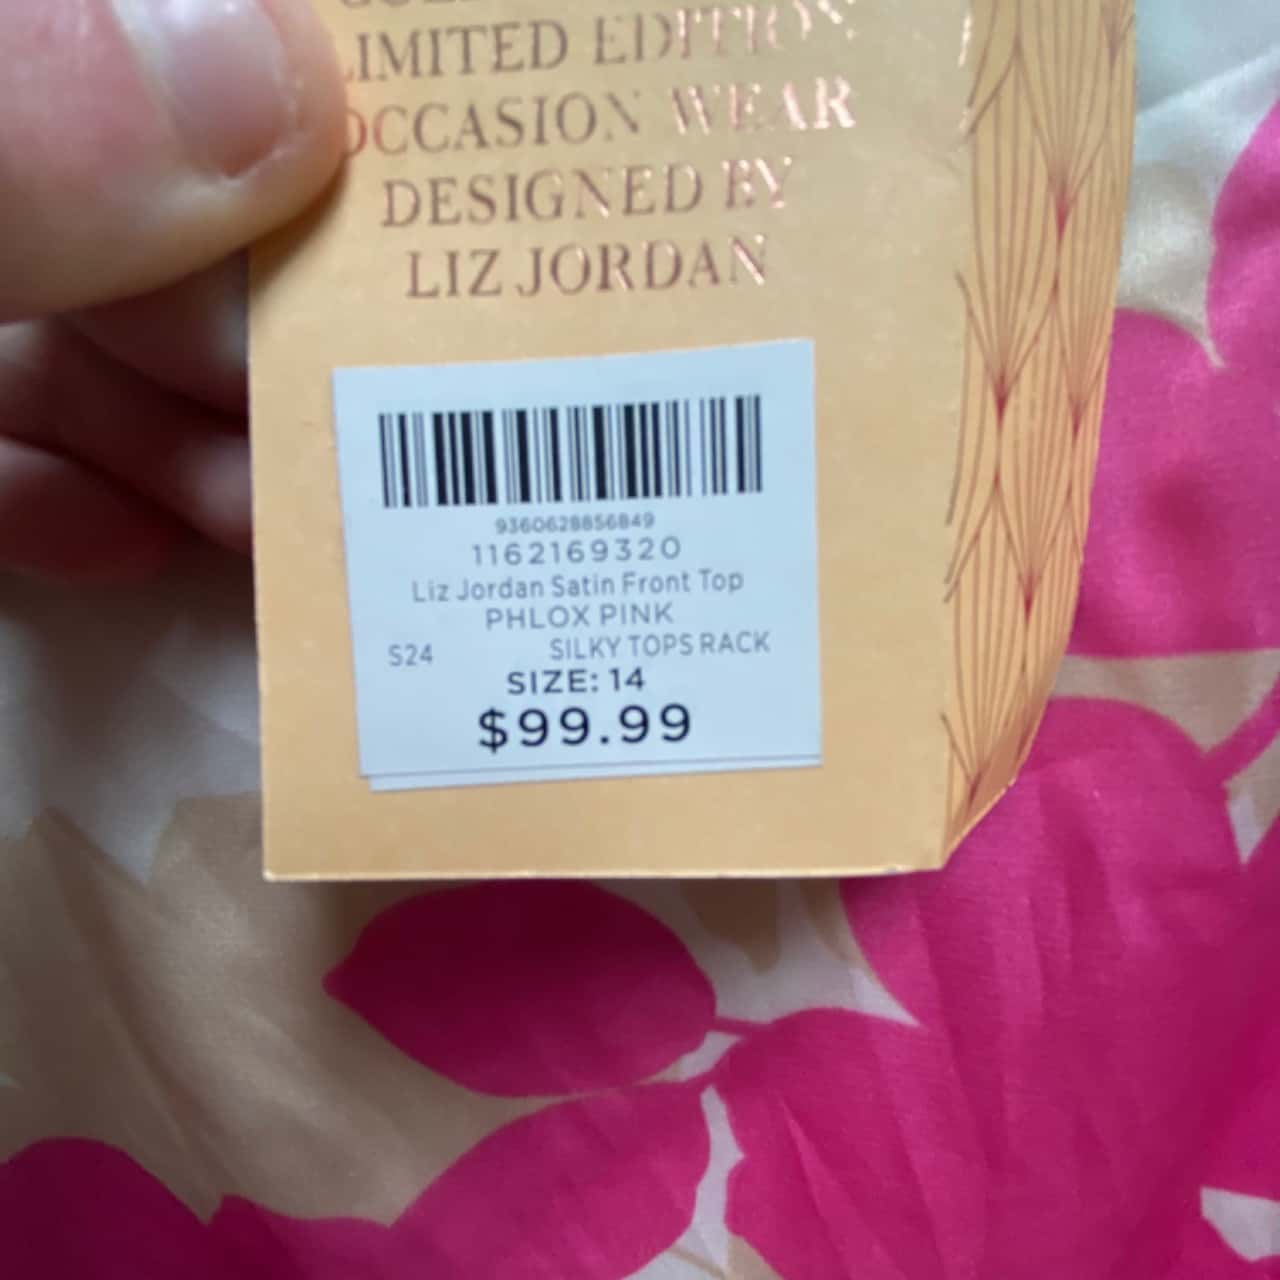 LIMITED EDITION
OCCASION WEAR
DESIGNED BY
LIZ JORDAN
9360628856849
1162169320
Liz Jordan Satin Front Top
PHLOX PINK
S24 SILKY TOPS RACK
SIZE: 14
$99.99